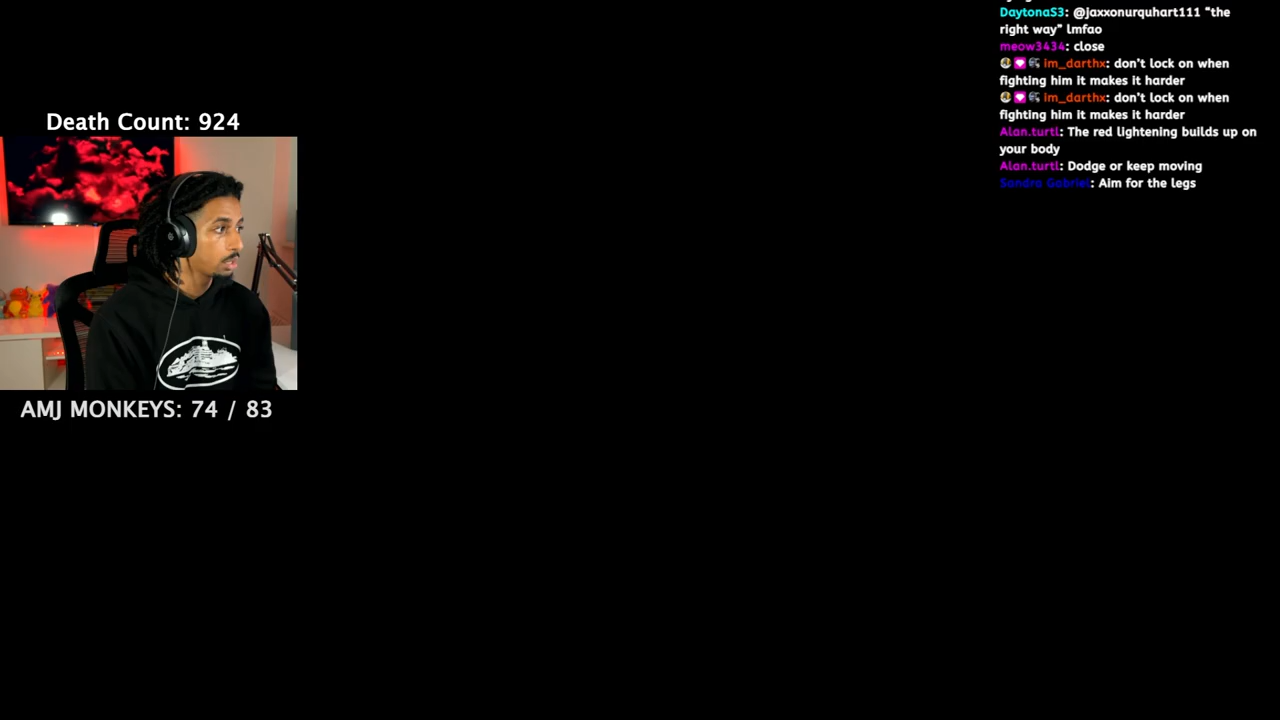 DaytonaS3: @jaxxonurquhart111 "the
right way" lmfao
meow3434: close
im_darthx: don't lock on when
fighting him it makes it harder
im_darthx: don't lock on when
fighting him it makes it harder
Alan.turtl: The red lightening builds up on
your body
Alan.turtl: Dodge or keep moving
Sandra Gabriel: Aim for the legs
Death Count: 924
AMJ MONKEYS: 74 / 83